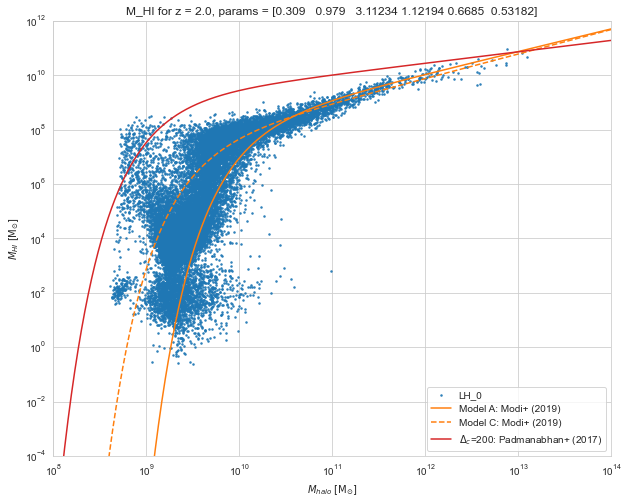 M_HI for z = 2.0, params = [0.309 0.979 3.11234 1.12194 0.6685 0.53182]
10^12
10^10
10^8
10^6
10^4
10^2
10^0
10^−2
10^−4
M_HI [M_⊙]
10^8 10^9 10^10 10^11 10^12 10^13 10^14
M_halo [M_⊙]
LH_0
Model A: Modi+ (2019)
Model C: Modi+ (2019)
Δ_c=200: Padmanabhan+ (2017)